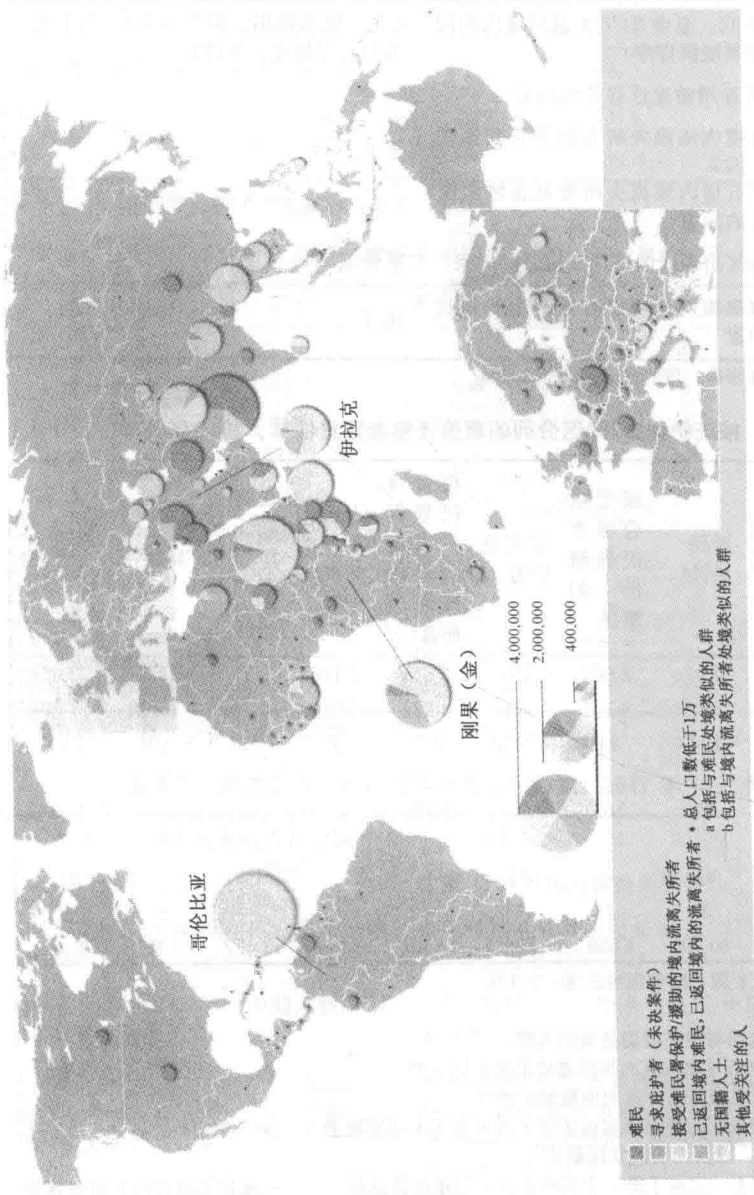 哥伦比亚
刚果（金）
伊拉克
4,000,000
2,000,000
400,000
难民
寻求庇护者（未决案件）
接受难民署保护/援助的境内流离失所者
已返回境内难民,已返回境内的流离失所者
无国籍人士
其他受关注的人
• 总人口数低于1万
a 包括与难民处境类似的人群
b 包括与境内流离失所者处境类似的人群